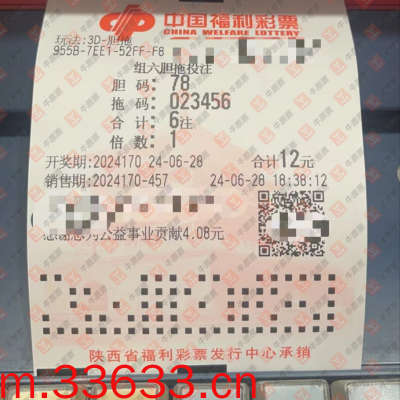 中国福利彩票
CHINA WELFARE LOTTERY
玩法:3D-胆拖
955B-7EE1-52FF-F8
组六胆拖投注
胆码: 78
拖码: 023456
合计: 6注
倍数: 1
开奖期:2024170 24-06-28 合计12元
销售期:2024170-457 24-06-28 18:38:12
感谢您为公益事业贡献4.08元
陕西省福利彩票发行中心承销
m.33633.cn